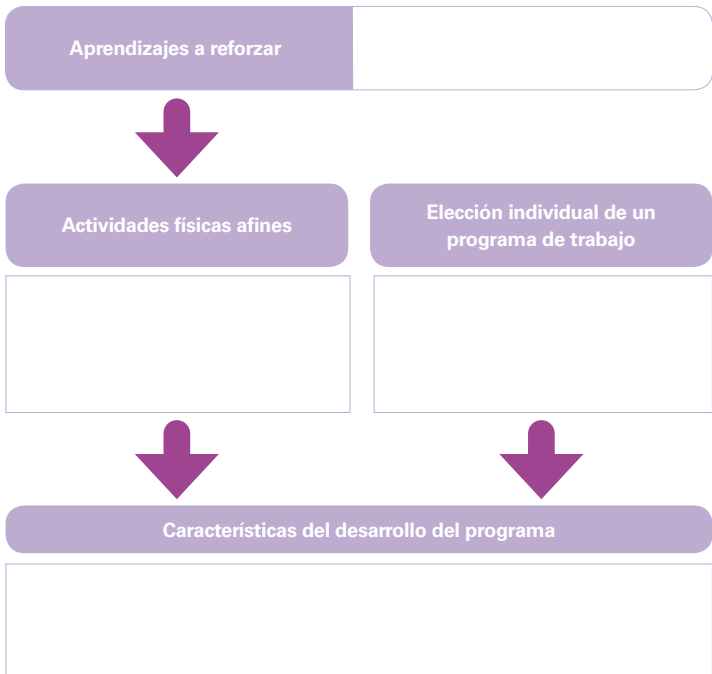 Aprendizajes a reforzar
Actividades físicas afines
Elección individual de un
programa de trabajo
Características del desarrollo del programa